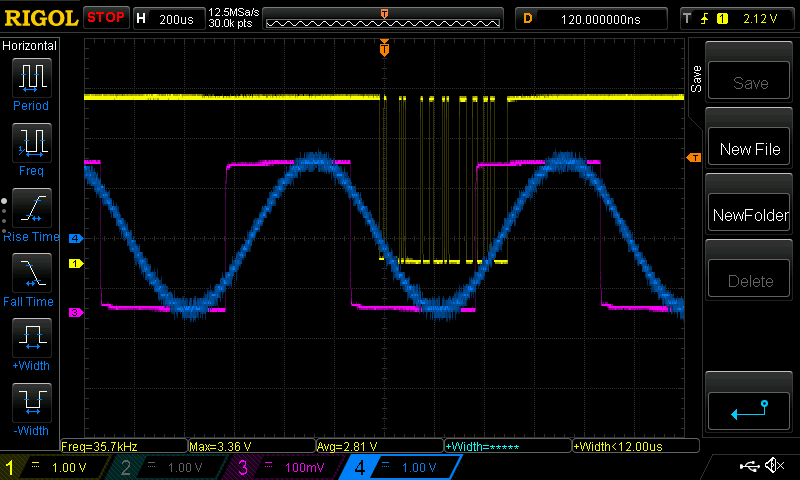 RIGOL STOP H 200us 12.5MSa/s D 120.000000ns T 1 2.12 V
30.0k pts
Horizontal
T
Save
Save
Period
New File
T
Freq
NewFolder
Rise Time
4
1
Delete
Fall Time
3
+Width
-Width
Freq=35.7kHz Max=3.36 V Avg=2.81 V +Width=***** +Width<12.00us
1 1.00 V 2 1.00 V 3 100mV 4 1.00 V